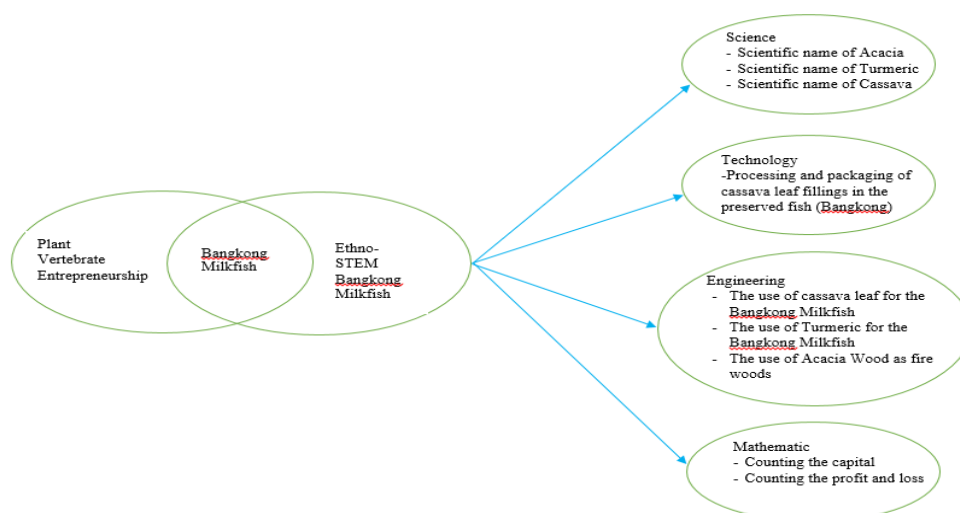 Plant
Vertebrate
Entrepreneurship
Bangkong
Milkfish
Ethno-
STEM
Bangkong
Milkfish
Science
- Scientific name of Acacia
- Scientific name of Turmeric
- Scientific name of Cassava
Technology
-Processing and packaging of
cassava leaf fillings in the
preserved fish (Bangkong)
Engineering
- The use of cassava leaf for the
Bangkong Milkfish
- The use of Turmeric for the
Bangkong Milkfish
- The use of Acacia Wood as fire
woods
Mathematic
- Counting the capital
- Counting the profit and loss